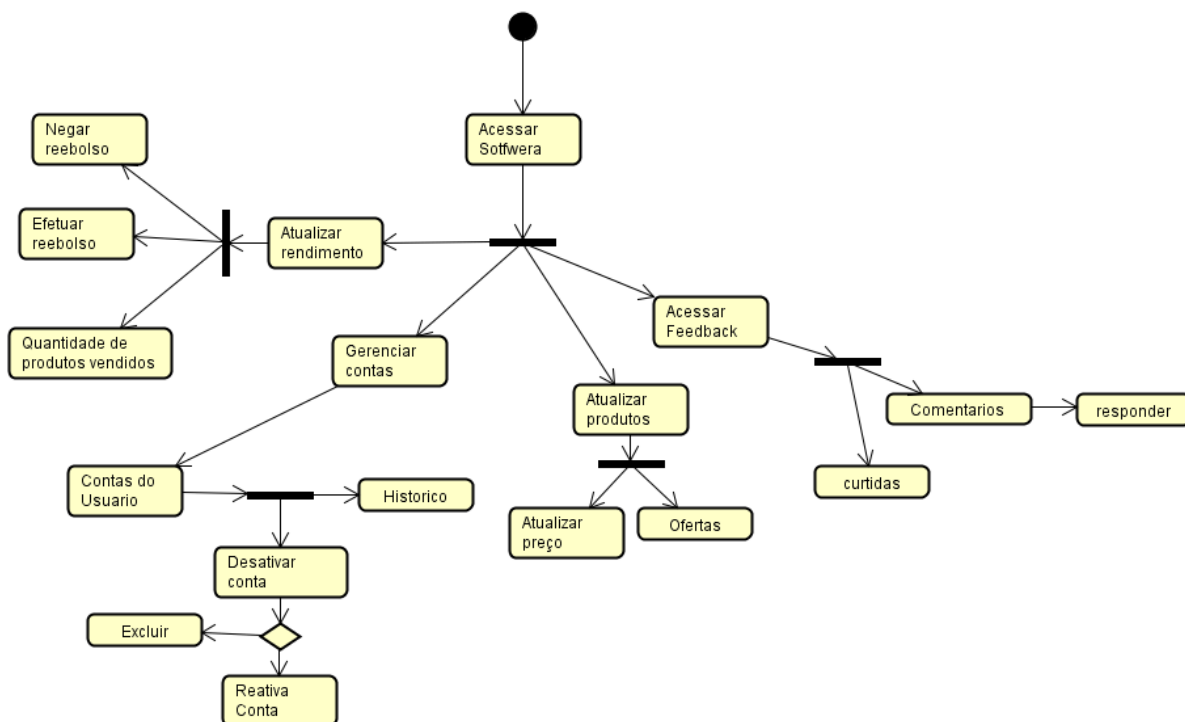 Acessar
Sotfwera
Negar
reebolso
Efetuar
reebolso
Atualizar
rendimento
Quantidade de
produtos vendidos
Gerenciar
contas
Acessar
Feedback
Atualizar
produtos
Comentarios
responder
curtidas
Contas do
Usuario
Historico
Atualizar
preço
Ofertas
Desativar
conta
Excluir
Reativa
Conta